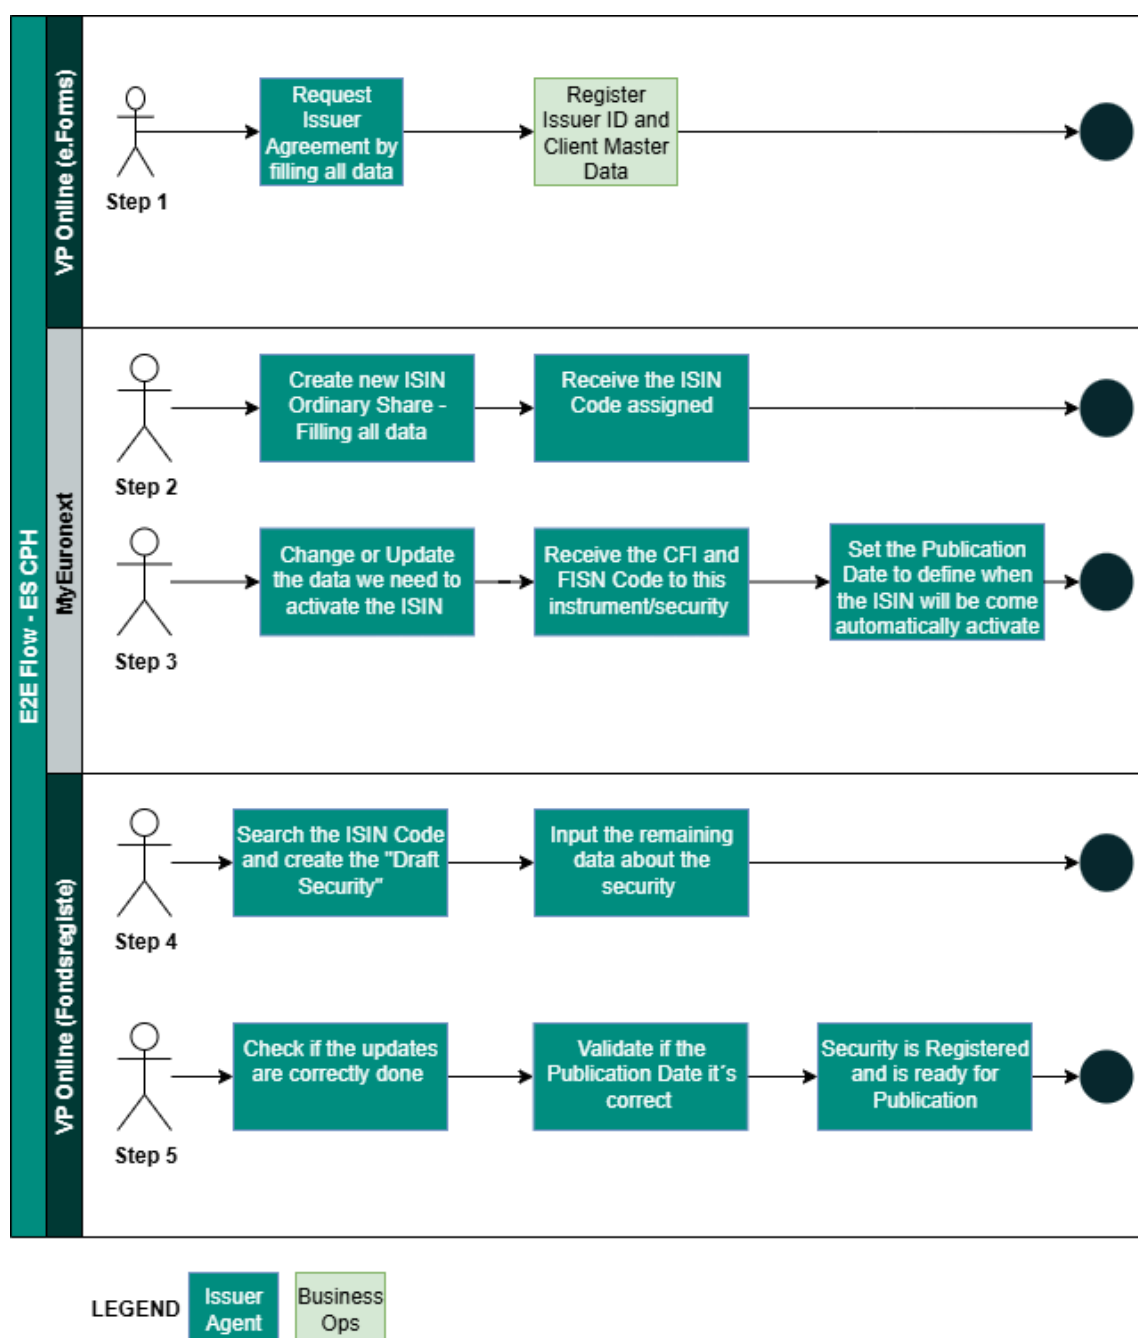 E2E Flow - ES CPH
VP Online (e.Forms)
Request
Issuer
Agreement by
filling all data
Register
Issuer ID and
Client Master
Data
Step 1
MyEuronext
Create new ISIN
Ordinary Share -
Filling all data
Receive the ISIN
Code assigned
Step 2
Change or Update
the data we need to
activate the ISIN
Receive the CFI and
FISN Code to this
instrument/security
Set the Publication
Date to define when
the ISIN will be come
automatically activate
Step 3
VP Online (Fondsregiste)
Search the ISIN Code
and create the "Draft
Security"
Input the remaining
data about the
security
Step 4
Check if the updates
are correctly done
Validate if the
Publication Date it´s
correct
Security is Registered
and is ready for
Publication
Step 5
LEGEND
Issuer
Agent
Business
Ops